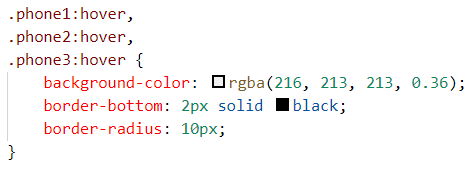 .phone1:hover,
.phone2:hover,
.phone3:hover {
    background-color: rgba(216, 213, 213, 0.36);
    border-bottom: 2px solid black;
    border-radius: 10px;
}